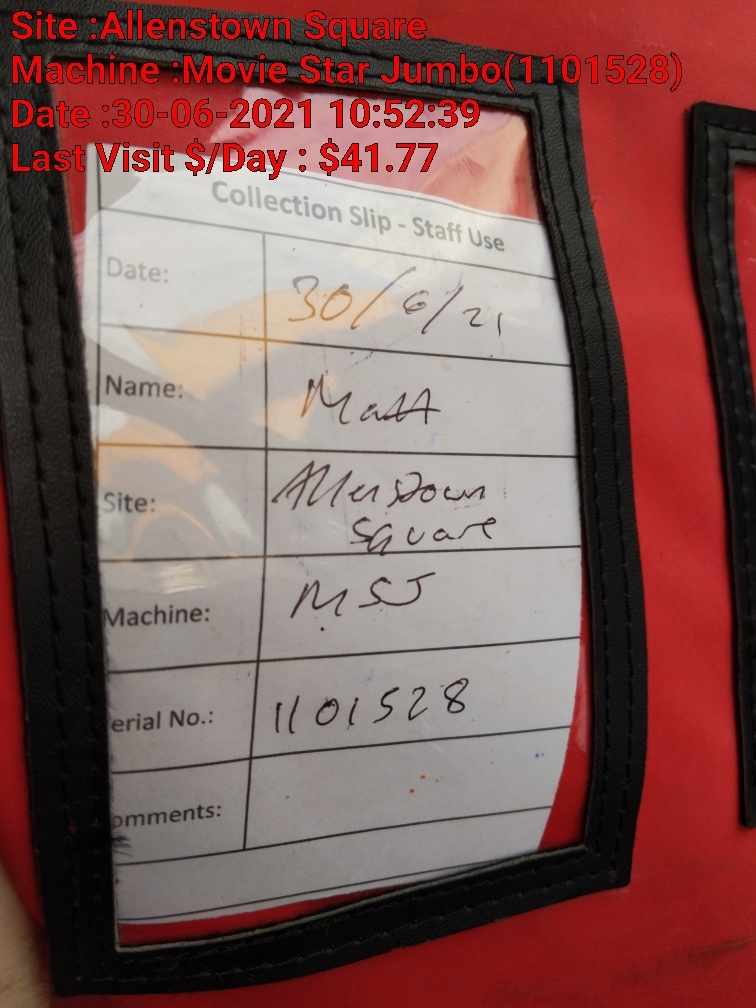 Site :Allenstown Square
Machine :Movie Star Jumbo(1101528)
Date :30-06-2021 10:52:39
Last Visit $/Day : $41.77
Collection Slip - Staff Use
Date: 30/6/21
Name: Matt
Site: Allenstown
Square
Machine: MSJ
erial No.: 1101528
omments: